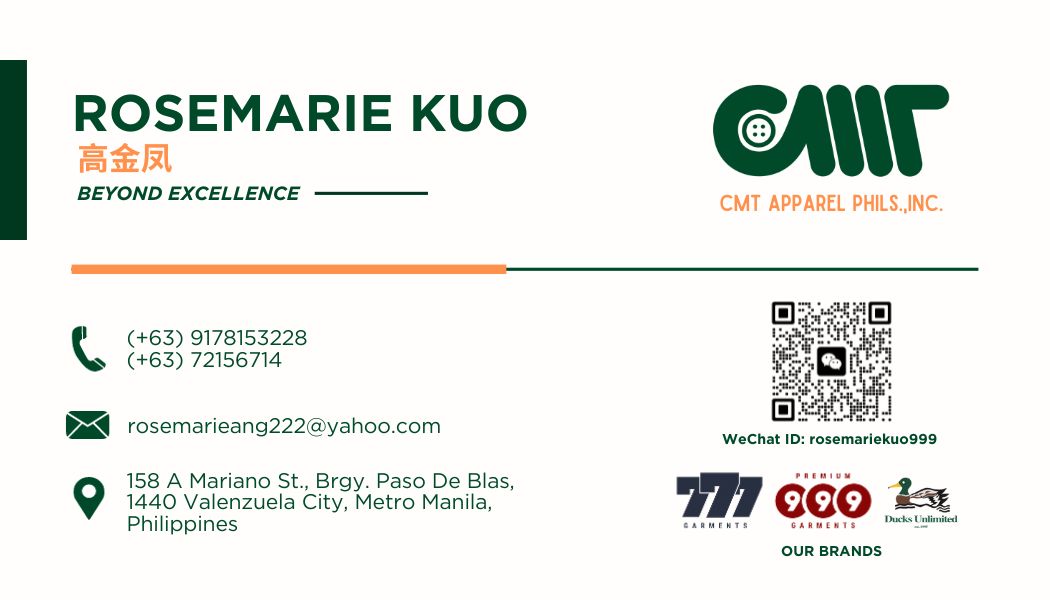 ROSEMARIE KUO
高金凤
BEYOND EXCELLENCE
CMT
CMT APPAREL PHILS.,INC.
(+63) 9178153228
(+63) 72156714
rosemarieang222@yahoo.com
158 A Mariano St., Brgy. Paso De Blas,
1440 Valenzuela City, Metro Manila,
Philippines
WeChat ID: rosemariekuo999
777
GARMENTS
PREMIUM
999
GARMENTS
Ducks Unlimited
OUR BRANDS